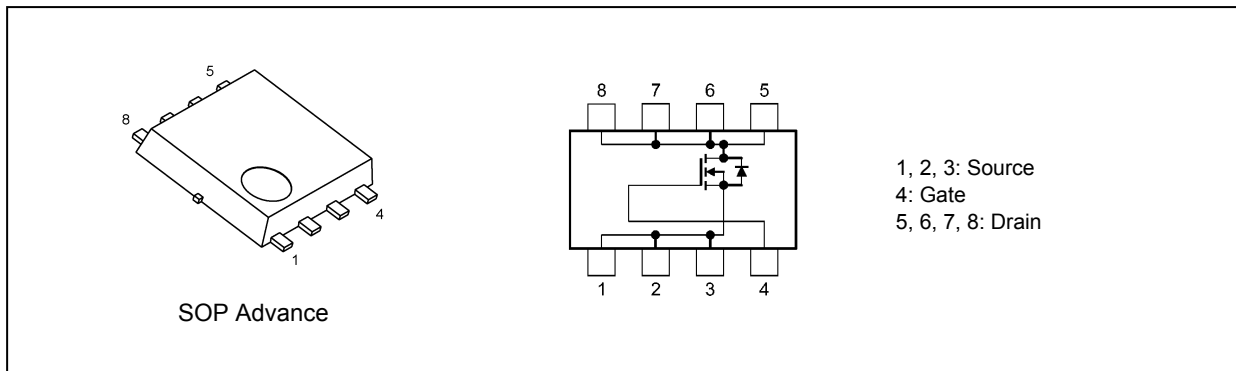 5
8
4
1
SOP Advance
8 7 6 5
1 2 3 4
1, 2, 3: Source
4: Gate
5, 6, 7, 8: Drain